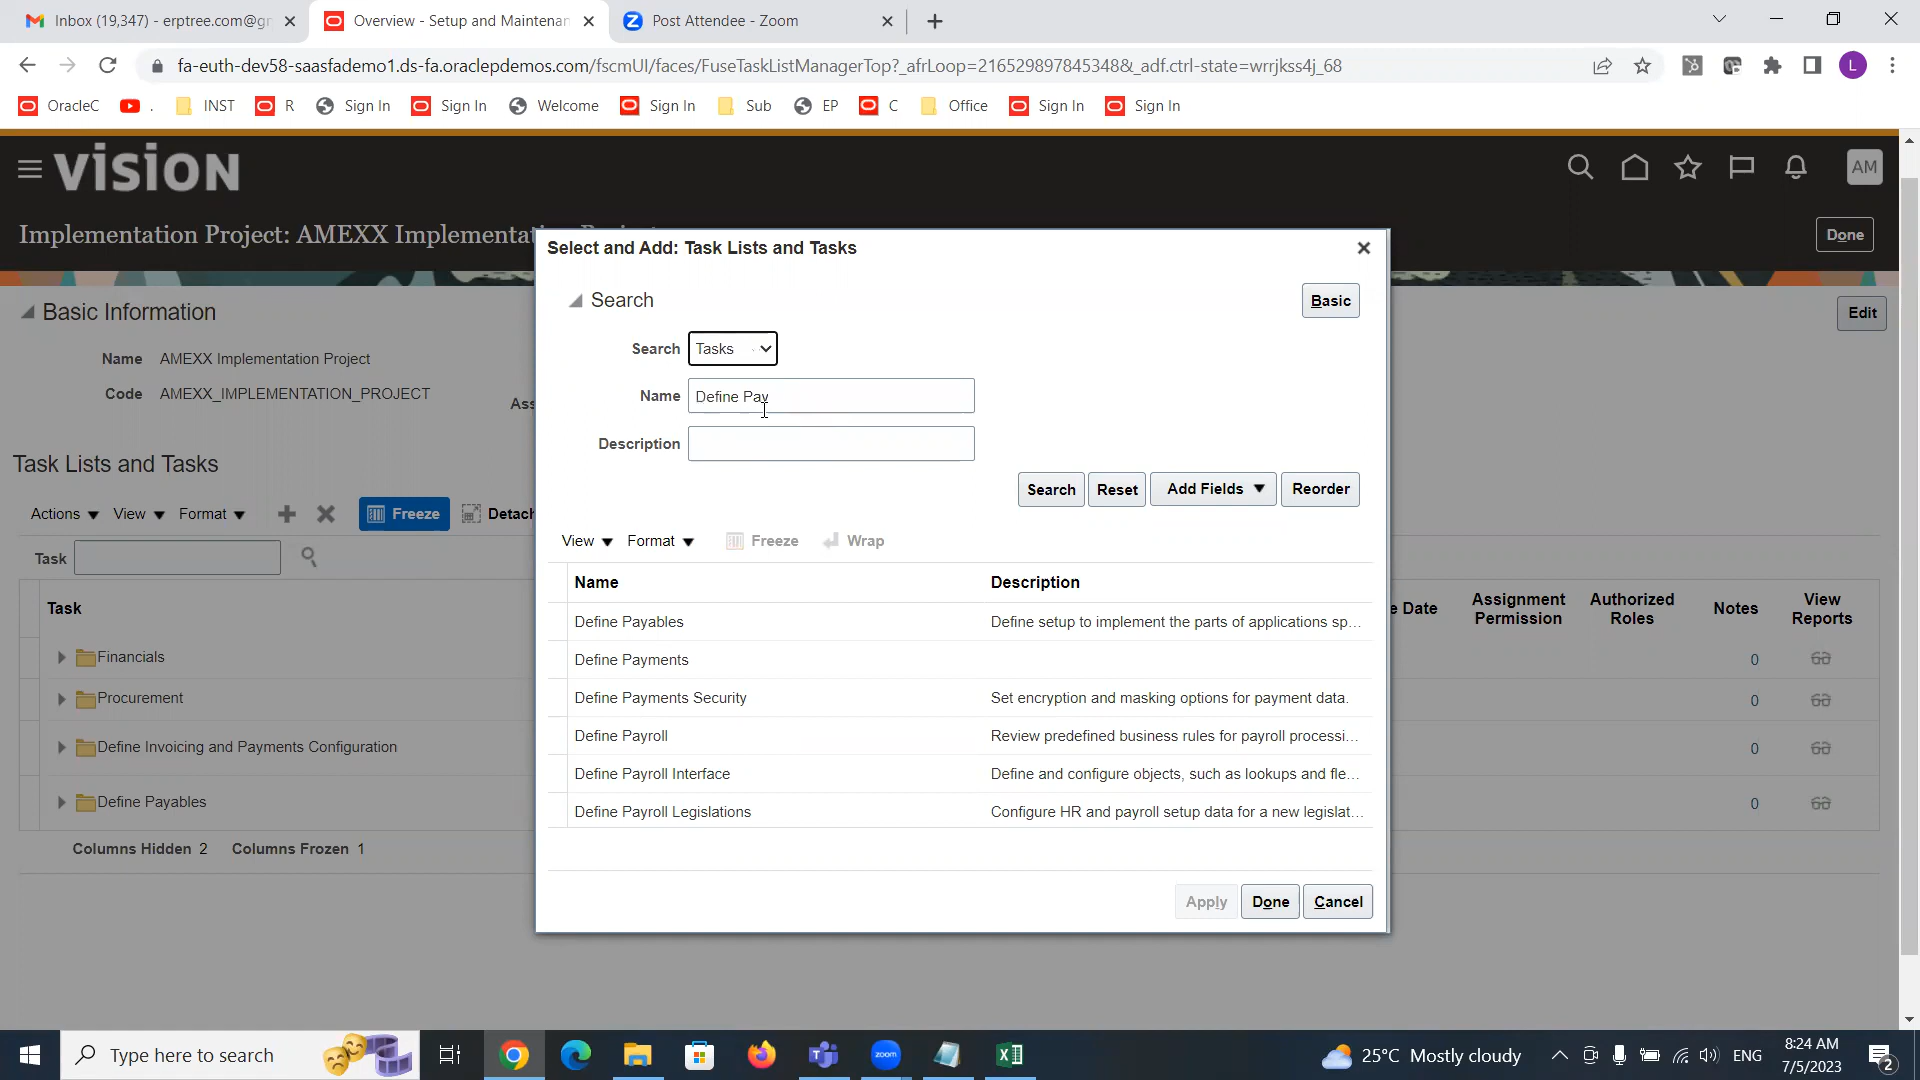 Inbox (19,347) - erptree.com@gm
Overview - Setup and Maintenan
Post Attendee - Zoom
fa-euth-dev58-saasfademo1.ds-fa.oraclepdemos.com/fscmUI/faces/FuseTaskListManagerTop?_afrLoop=216529897845348&_adf.ctrl-state=wrrjkss4j_68
L
OracleC . INST R Sign In Sign In Welcome Sign In Sub EP C Office Sign In Sign In
VISION
AM
Implementation Project: AMEXX Implementation
Done
Basic Information
Edit
Name AMEXX Implementation Project
Code AMEXX_IMPLEMENTATION_PROJECT
Ass
Task Lists and Tasks
Actions View Format Freeze Detach
Task
Task
e Date Assignment Permission Authorized Roles Notes View Reports
Financials 0
Procurement 0
Define Invoicing and Payments Configuration 0
Define Payables 0
Columns Hidden 2 Columns Frozen 1
Select and Add: Task Lists and Tasks
Search
Basic
Search Tasks
Name Define Pay
Description
Search Reset Add Fields Reorder
View Format Freeze Wrap
Name Description
Define Payables Define setup to implement the parts of applications sp...
Define Payments
Define Payments Security Set encryption and masking options for payment data.
Define Payroll Review predefined business rules for payroll processi...
Define Payroll Interface Define and configure objects, such as lookups and fle...
Define Payroll Legislations Configure HR and payroll setup data for a new legislat...
Apply Done Cancel
Type here to search
zoom
25°C Mostly cloudy
ENG
8:24 AM
7/5/2023
2